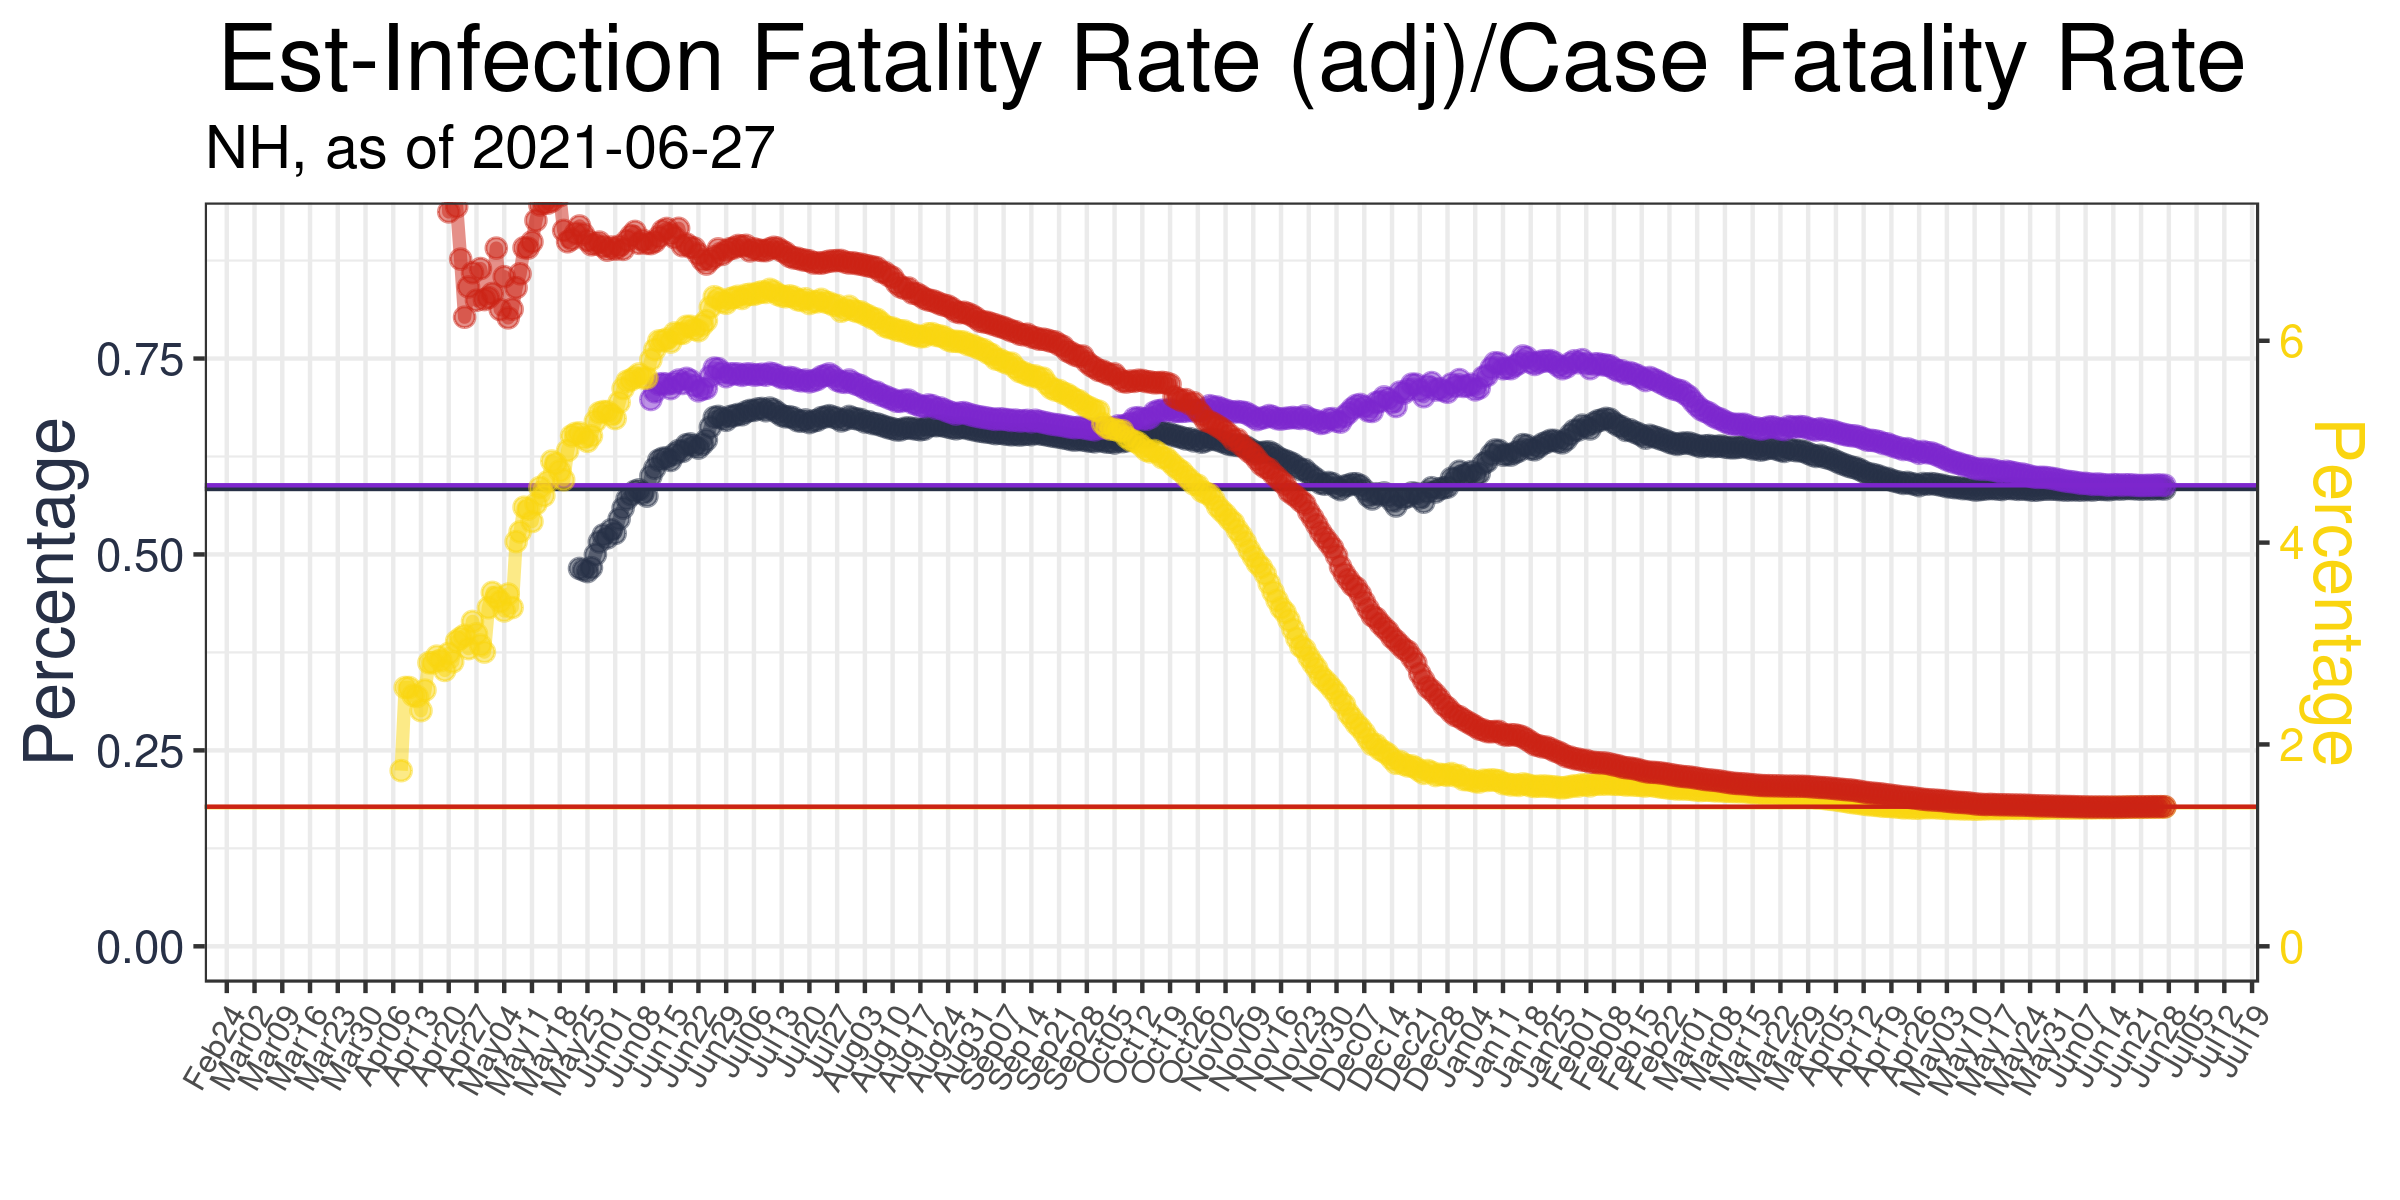 Est-Infection Fatality Rate (adj)/Case Fatality Rate
NH, as of 2021-06-27
Percentage
0.75
0.50
0.25
0.00
6
4
2
0
Percentage
Feb24 Mar02 Mar09 Mar16 Mar23 Mar30 Apr06 Apr13 Apr20 Apr27 May04 May11 May18 May25 Jun01 Jun08 Jun15 Jun22 Jun29 Jul06 Jul13 Jul20 Jul27 Aug03 Aug10 Aug17 Aug24 Aug31 Sep07 Sep14 Sep21 Sep28 Oct05 Oct12 Oct19 Oct26 Nov02 Nov09 Nov16 Nov23 Nov30 Dec07 Dec14 Dec21 Dec28 Jan04 Jan11 Jan18 Jan25 Feb01 Feb08 Feb15 Feb22 Mar01 Mar08 Mar15 Mar22 Mar29 Apr05 Apr12 Apr19 Apr26 May03 May10 May17 May24 May31 Jun07 Jun14 Jun21 Jun28 Jul05 Jul12 Jul19